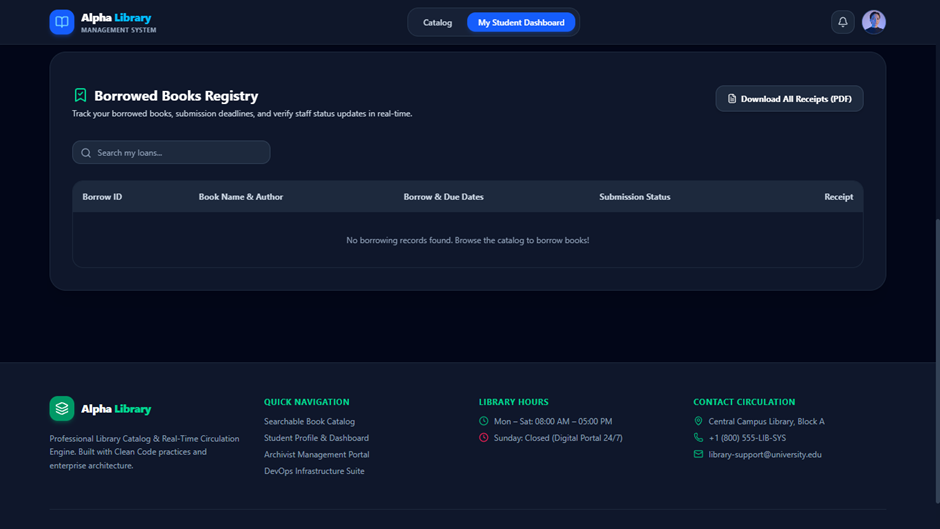 Alpha Library
MANAGEMENT SYSTEM
Catalog
My Student Dashboard
Borrowed Books Registry
Track your borrowed books, submission deadlines, and verify staff status updates in real-time.
Download All Receipts (PDF)
Search my loans...
Borrow ID
Book Name & Author
Borrow & Due Dates
Submission Status
Receipt
No borrowing records found. Browse the catalog to borrow books!
Alpha Library
Professional Library Catalog & Real-Time Circulation
Engine. Built with Clean Code practices and
enterprise architecture.
QUICK NAVIGATION
Searchable Book Catalog
Student Profile & Dashboard
Archivist Management Portal
DevOps Infrastructure Suite
LIBRARY HOURS
Mon – Sat: 08:00 AM – 05:00 PM
Sunday: Closed (Digital Portal 24/7)
CONTACT CIRCULATION
Central Campus Library, Block A
+1 (800) 555-LIB-SYS
library-support@university.edu